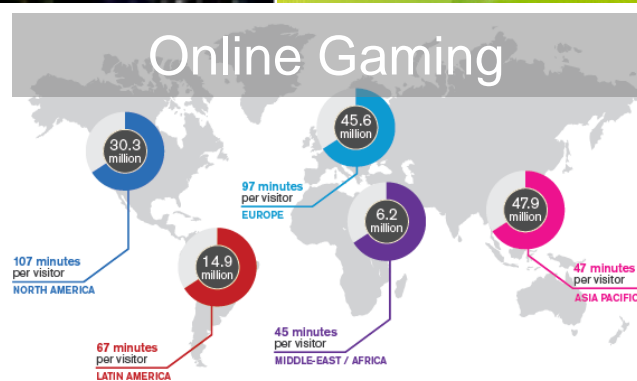 Online Gaming
30.3
million
107 minutes
per visitor
NORTH AMERICA
45.6
million
97 minutes
per visitor
EUROPE
14.9
million
67 minutes
per visitor
LATIN AMERICA
6.2
million
45 minutes
per visitor
MIDDLE-EAST / AFRICA
47.9
million
47 minutes
per visitor
ASIA PACIFIC